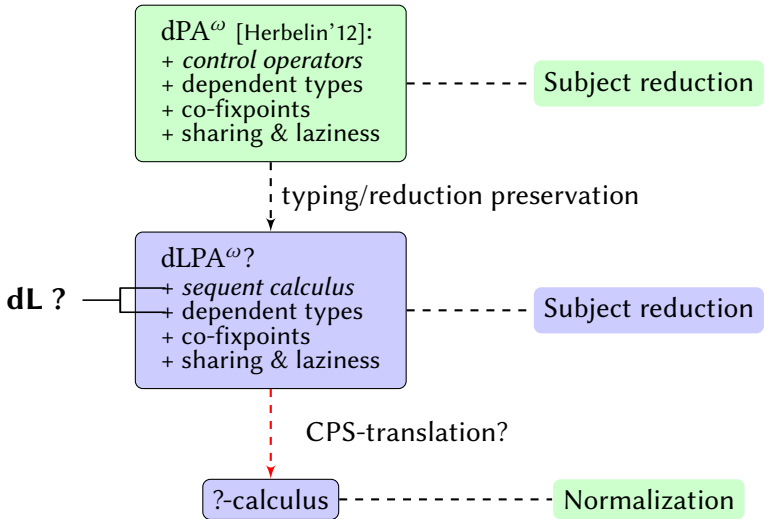 dPA^ω [Herbelin'12]:
+ control operators
+ dependent types
+ co-fixpoints
+ sharing & laziness
Subject reduction
typing/reduction preservation
dLPA^ω?
+ sequent calculus
+ dependent types
+ co-fixpoints
+ sharing & laziness
dL ?
Subject reduction
CPS-translation?
?-calculus
Normalization